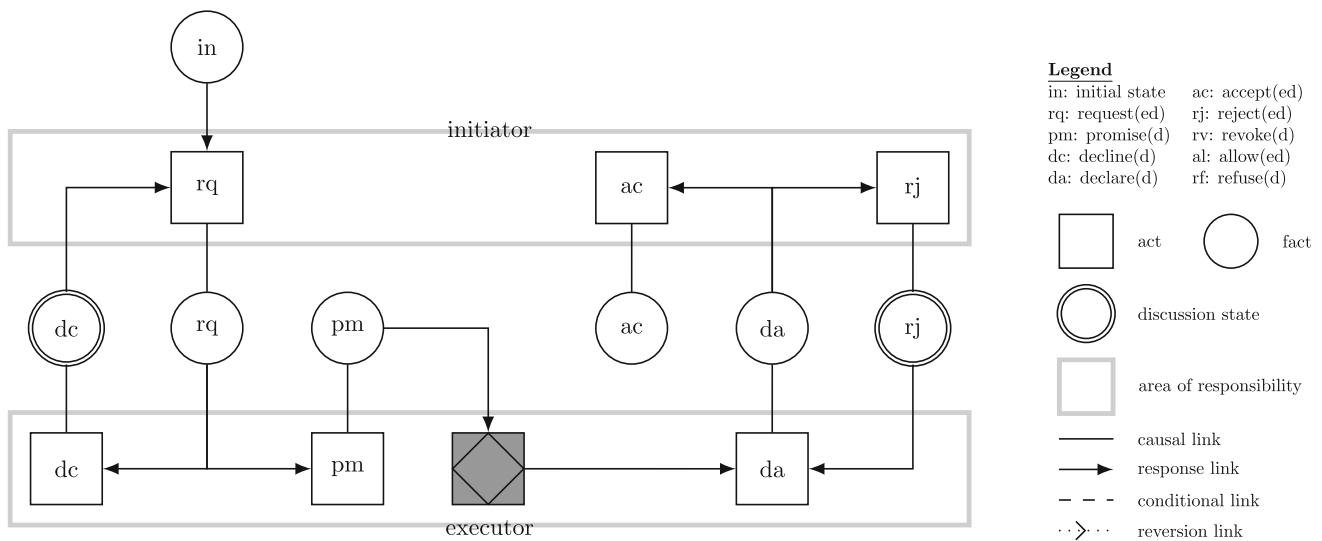 in
initiator
rq
ac
rj
dc
rq
pm
ac
da
rj
dc
pm
da
executor
Legend
in: initial state ac: accept(ed)
rq: request(ed) rj: reject(ed)
pm: promise(d) rv: revoke(d)
dc: decline(d) al: allow(ed)
da: declare(d) rf: refuse(d)
act fact
discussion state
area of responsibility
causal link
response link
conditional link
reversion link